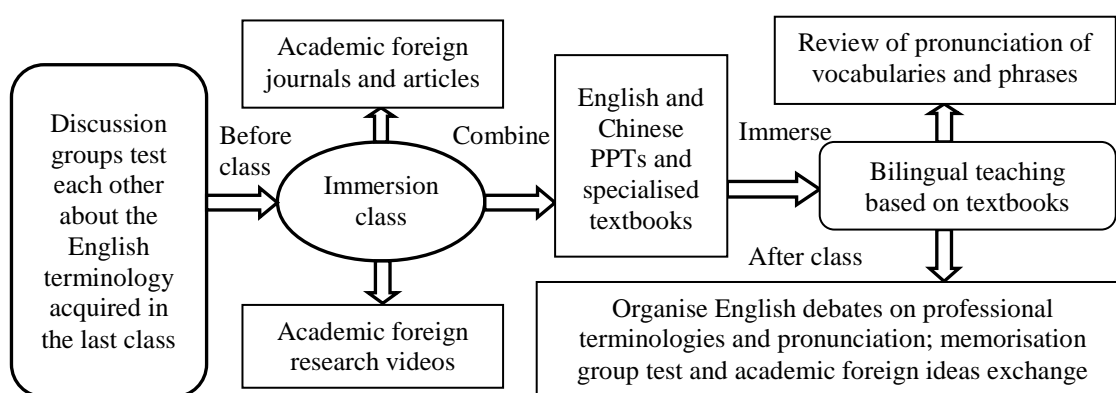 Discussion
groups test
each other
about the
English
terminology
acquired in
the last class
Before
class
Academic foreign
journals and articles
Immersion
class
Academic foreign
research videos
Combine
English and
Chinese
PPTs and
specialised
textbooks
Immerse
Review of pronunciation of
vocabularies and phrases
Bilingual teaching
based on textbooks
After class
Organise English debates on professional
terminologies and pronunciation; memorisation
group test and academic foreign ideas exchange